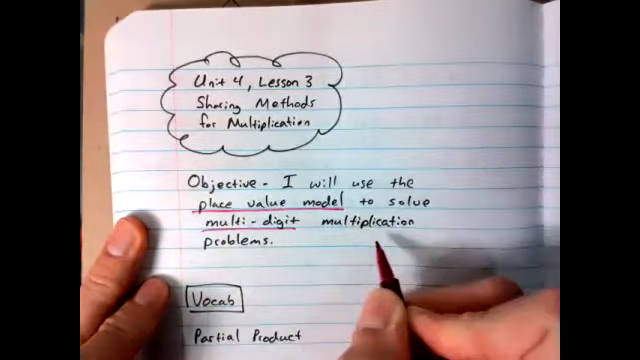 Unit 4, Lesson 3
Sharing Methods
for Multiplication
Objective - I will use the
place value model to solve
multi-digit multiplication
problems.
Vocab
Partial Product